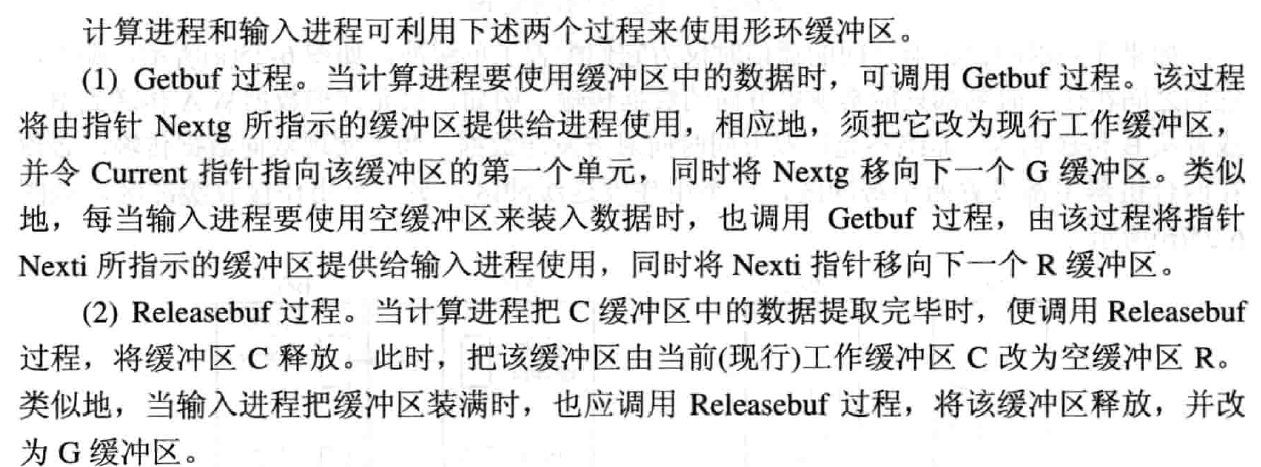 计算进程和输入进程可利用下述两个过程来使用形环缓冲区。
(1) Getbuf 过程。当计算进程要使用缓冲区中的数据时，可调用 Getbuf 过程。该过程
将由指针 Nextg 所指示的缓冲区提供给进程使用，相应地，须把它改为现行工作缓冲区，
并令 Current 指针指向该缓冲区的第一个单元，同时将 Nextg 移向下一个 G 缓冲区。类似
地，每当输入进程要使用空缓冲区来装入数据时，也调用 Getbuf 过程，由该过程将指针
Nexti 所指示的缓冲区提供给输入进程使用，同时将 Nexti 指针移向下一个 R 缓冲区。
(2) Releasebuf 过程。当计算进程把 C 缓冲区中的数据提取完毕时，便调用 Releasebuf
过程，将缓冲区 C 释放。此时，把该缓冲区由当前(现行)工作缓冲区 C 改为空缓冲区 R。
类似地，当输入进程把缓冲区装满时，也应调用 Releasebuf 过程，将该缓冲区释放，并改
为 G 缓冲区。